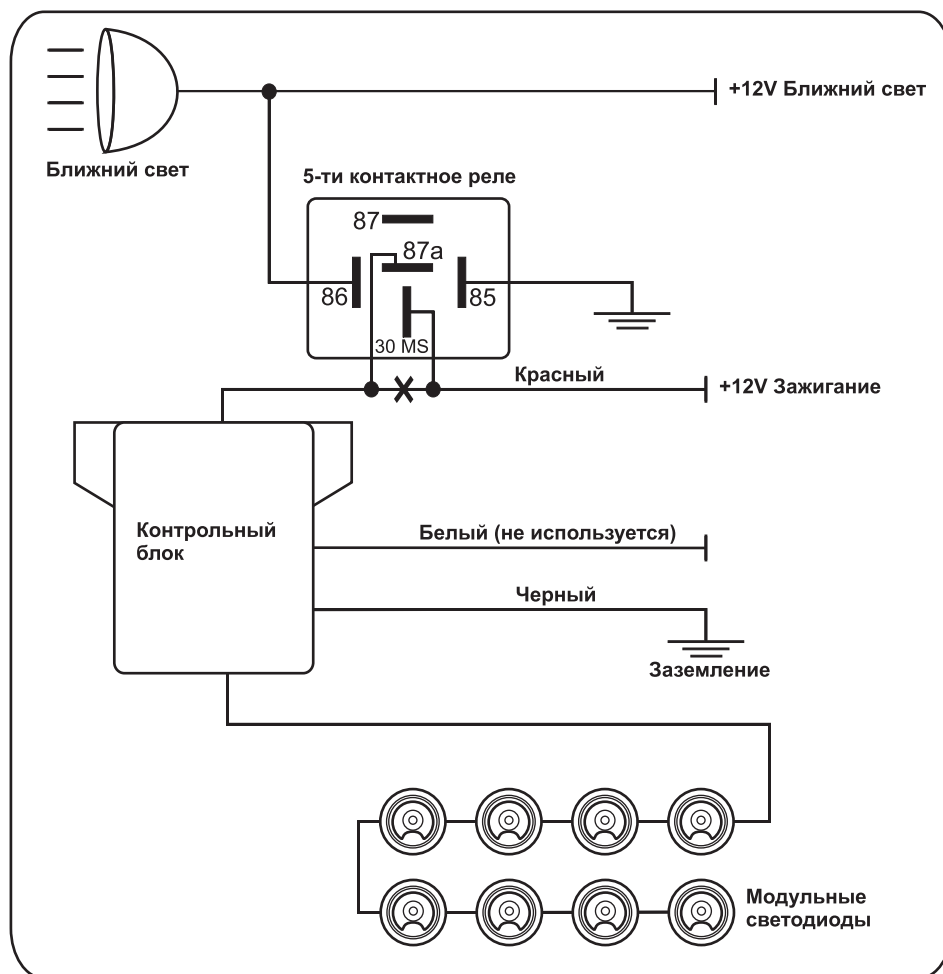 +12V Ближний свет
Ближний свет
5-ти контактное реле
87
87a
86
85
30 MS
Красный
+12V Зажигание
Контрольный
блок
Белый (не используется)
Черный
Заземление
Модульные
светодиоды